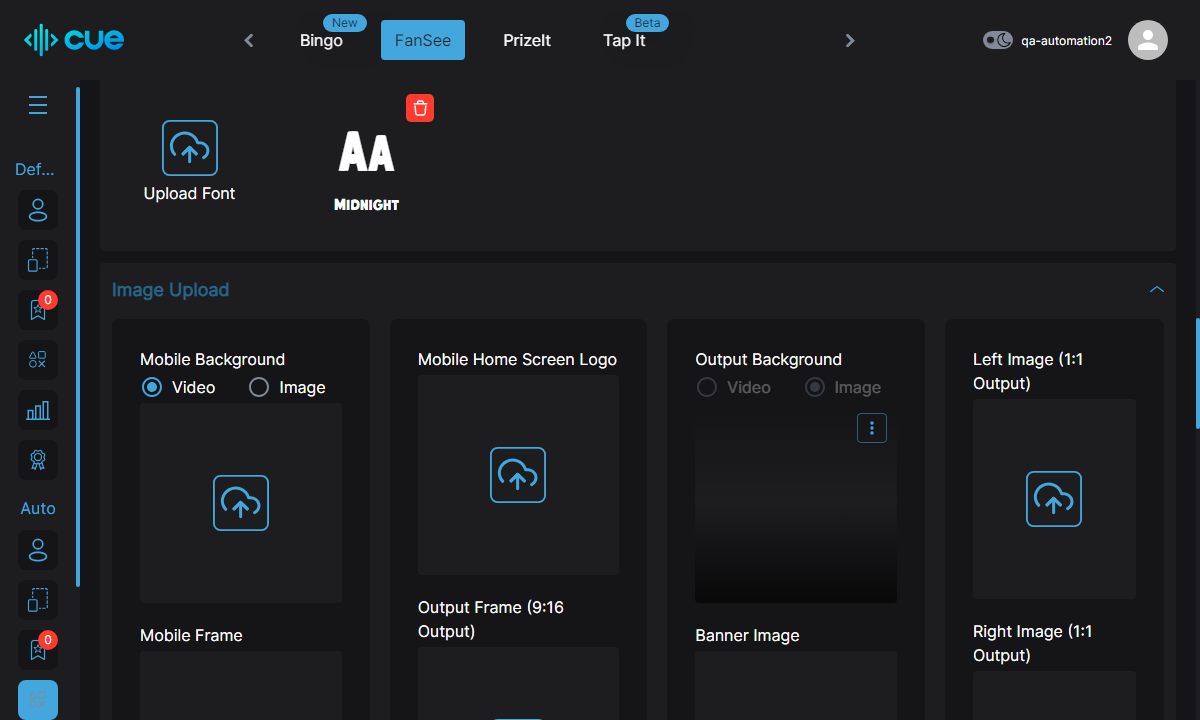 cue
New
Bingo
FanSee
PrizeIt
Beta
Tap It
qa-automation2
Def...
0
Auto
0
Upload Font
AA
Midnight
Image Upload
Mobile Background
Video
Image
Mobile Frame
Mobile Home Screen Logo
Output Frame (9:16
Output)
Output Background
Video
Image
Banner Image
Left Image (1:1
Output)
Right Image (1:1
Output)